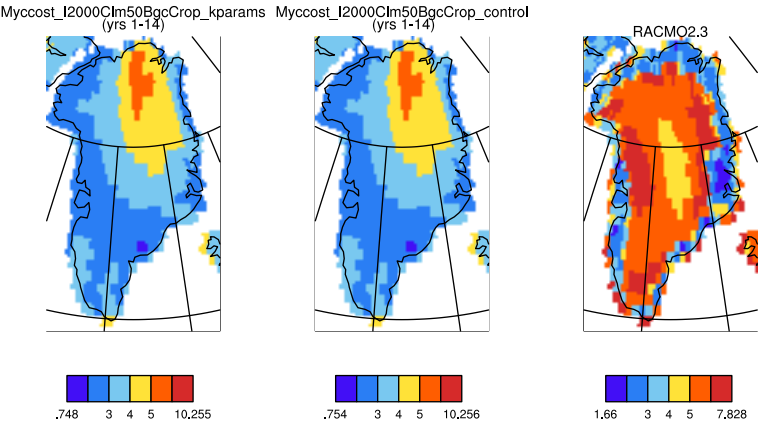 Myccost_I2000Clm50BgcCrop_kparams
(yrs 1-14)
Myccost_I2000Clm50BgcCrop_control
(yrs 1-14)
RACMO2.3
.748 3 4 5 10.255
.754 3 4 5 10.256
1.66 3 4 5 7.828